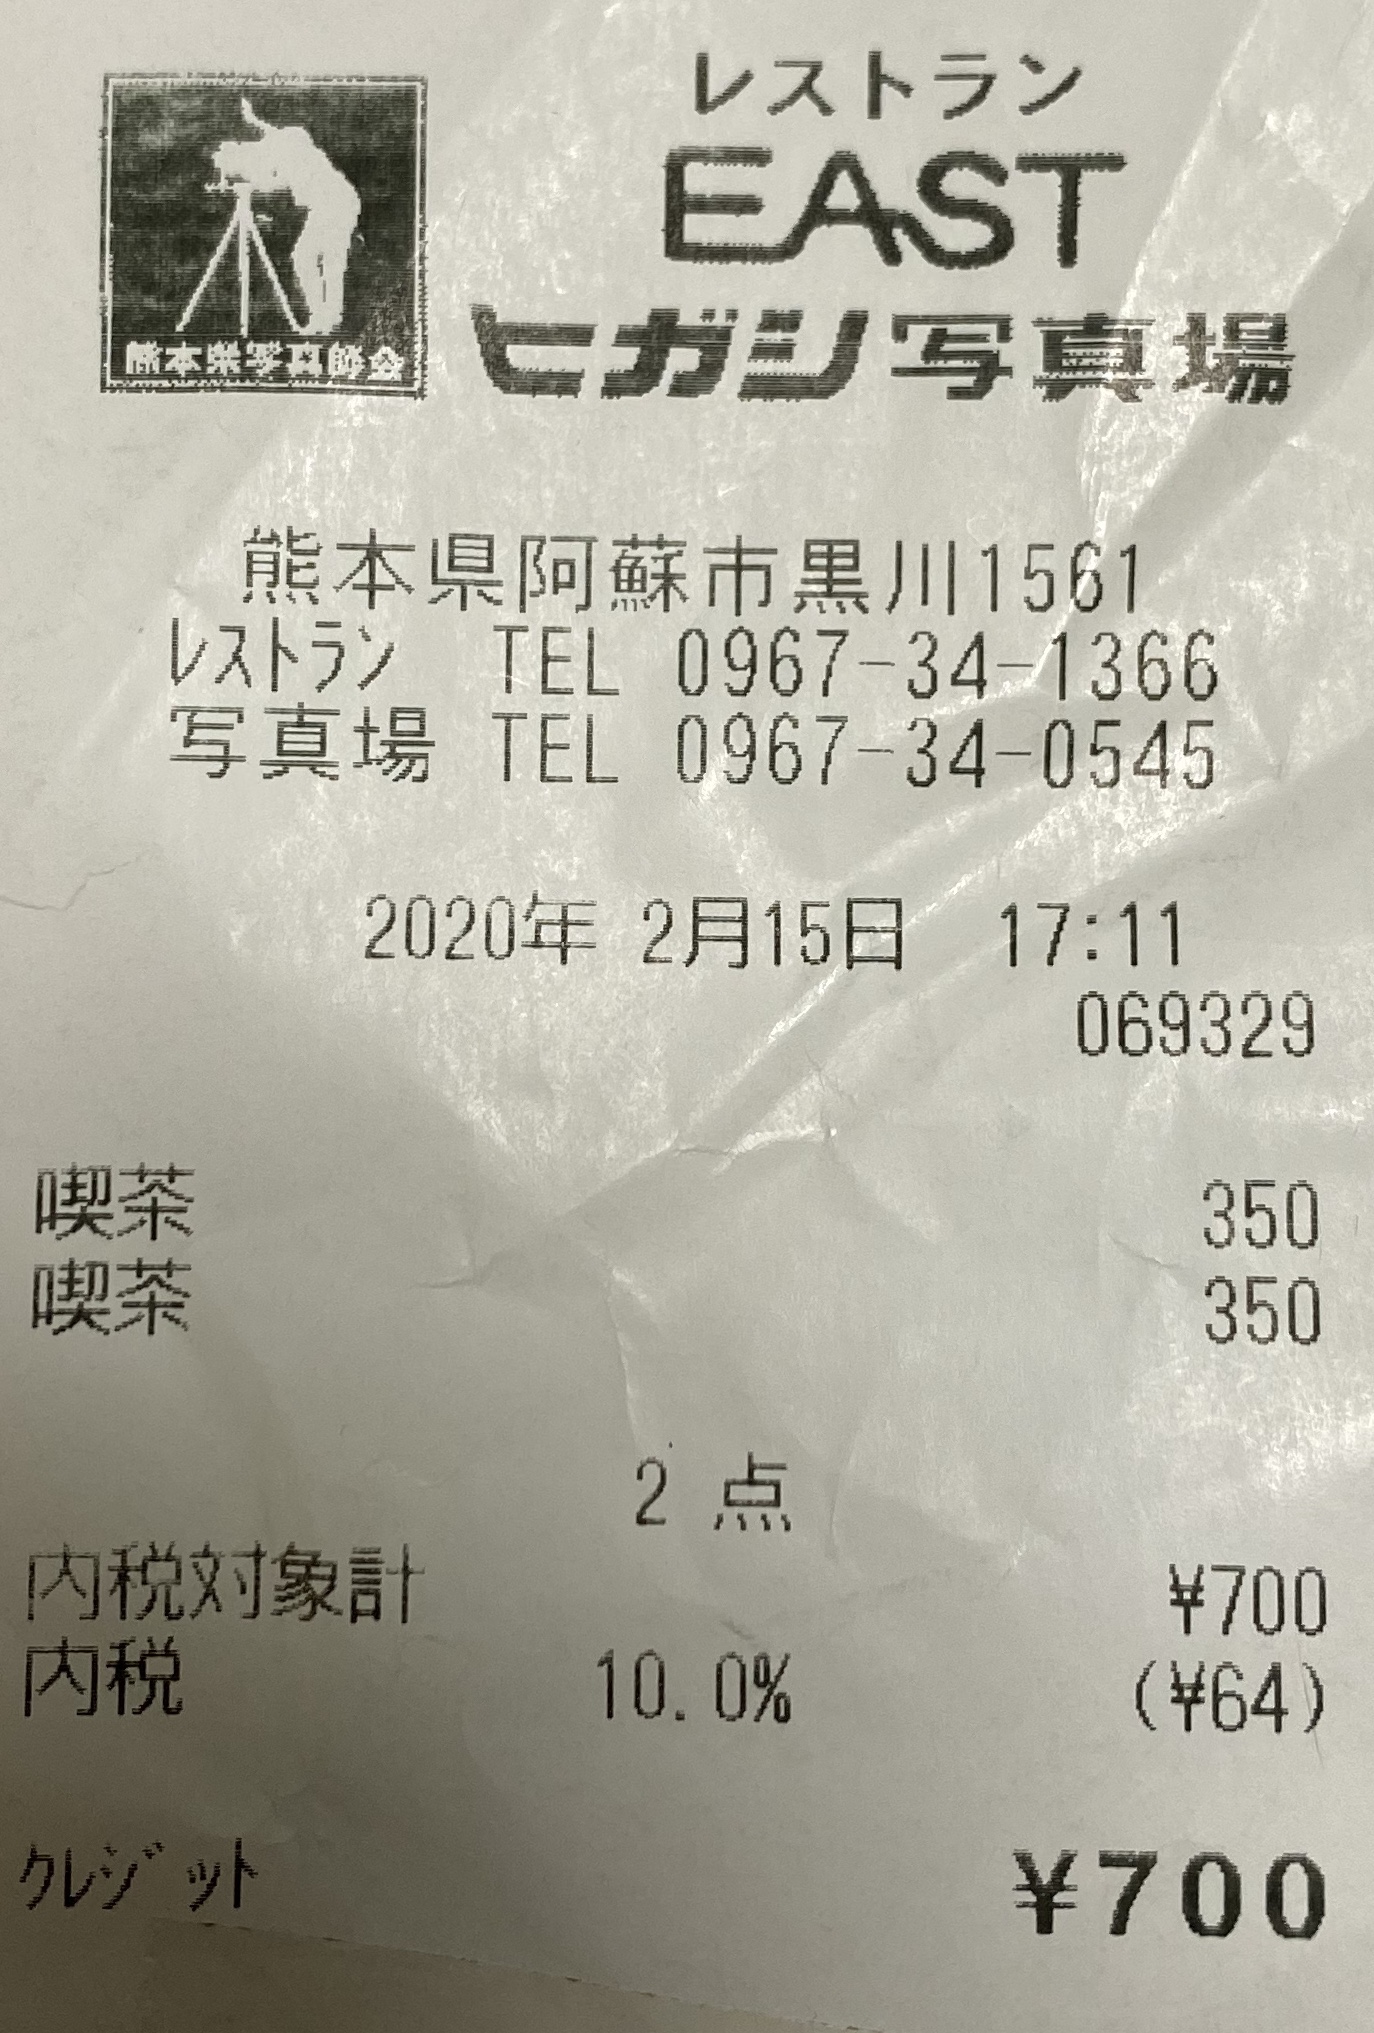 レストラン
EAST
ヒガシ写真場
熊本県写真師会
熊本県阿蘇市黒川1561
ﾚｽﾄﾗﾝ TEL 0967-34-1366
写真場 TEL 0967-34-0545
2020年 2月15日 17:11
069329
喫茶 350
喫茶 350
2 点
内税対象計 ¥700
内税 10.0% (¥64)
ｸﾚｼﾞｯﾄ ¥700